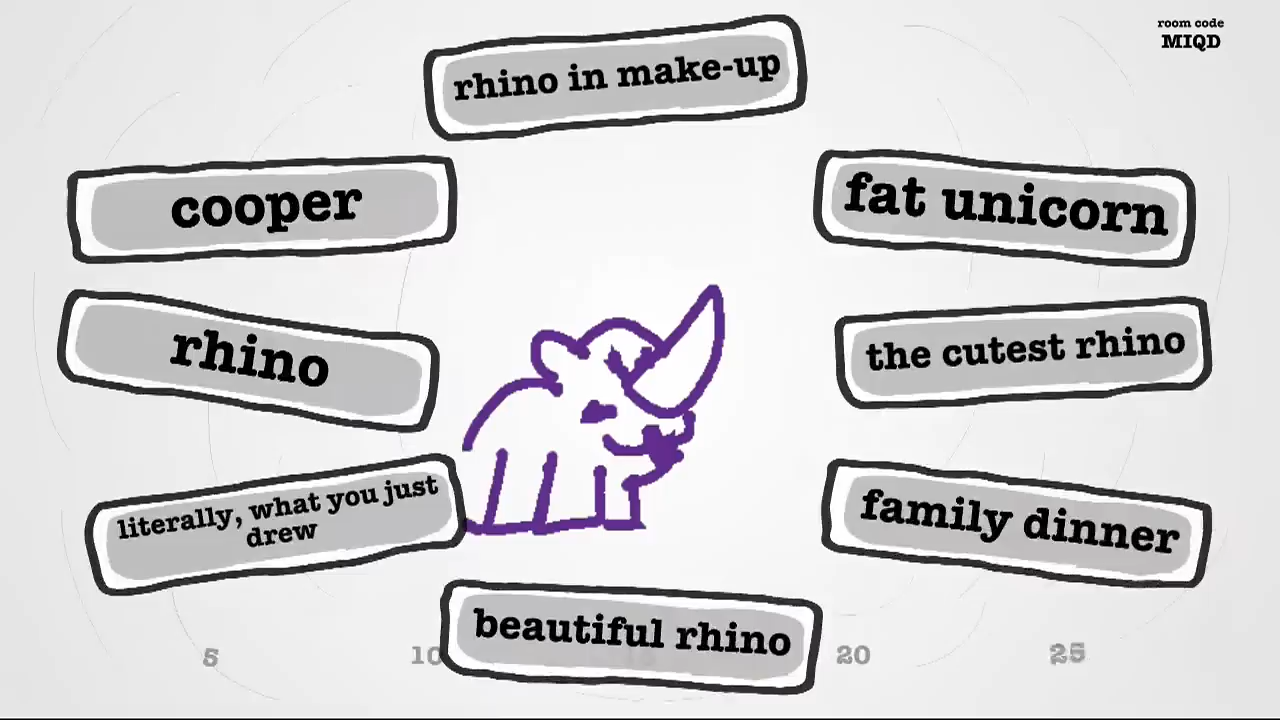 room code
MIQD
rhino in make-up
cooper
fat unicorn
rhino
the cutest rhino
literally, what you just
drew
family dinner
beautiful rhino
5
10
20
25